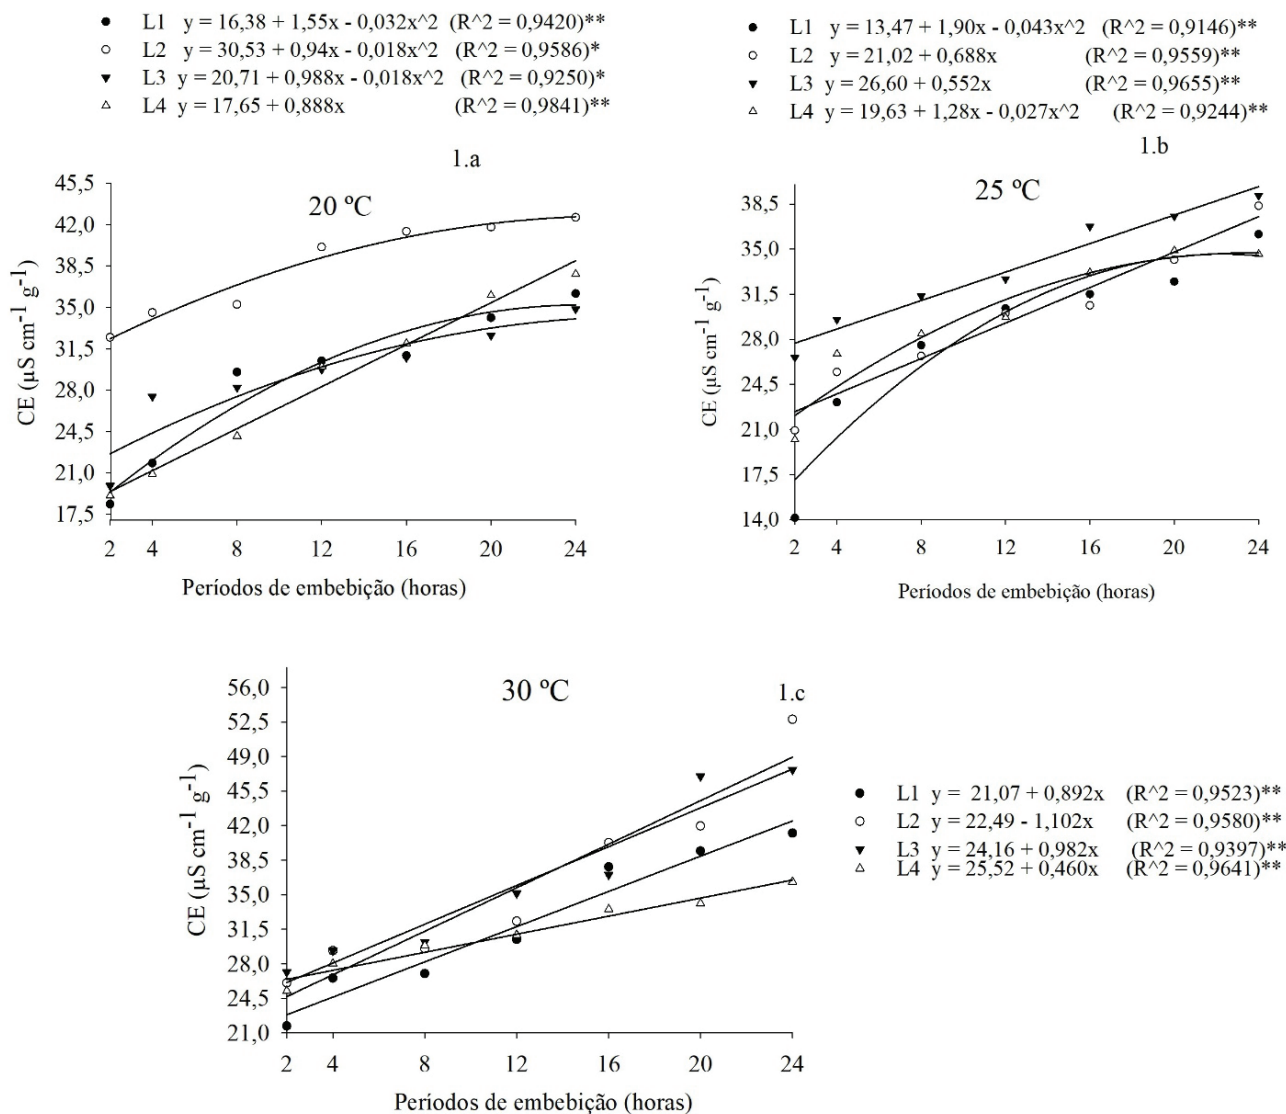 L1 y = 16,38 + 1,55x - 0,032x^2 (R^2 = 0,9420)**
L2 y = 30,53 + 0,94x - 0,018x^2 (R^2 = 0,9586)*
L3 y = 20,71 + 0,988x - 0,018x^2 (R^2 = 0,9250)*
L4 y = 17,65 + 0,888x (R^2 = 0,9841)**
1.a
20 ºC
45,5
42,0
38,5
35,0
31,5
28,0
24,5
21,0
17,5
CE (µS cm-1 g-1)
2 4 8 12 16 20 24
Períodos de embebição (horas)
L1 y = 13,47 + 1,90x - 0,043x^2 (R^2 = 0,9146)**
L2 y = 21,02 + 0,688x (R^2 = 0,9559)**
L3 y = 26,60 + 0,552x (R^2 = 0,9655)**
L4 y = 19,63 + 1,28x - 0,027x^2 (R^2 = 0,9244)**
1.b
25 ºC
38,5
35,0
31,5
28,0
24,5
21,0
17,5
14,0
CE (µS cm-1 g-1)
2 4 8 12 16 20 24
Períodos de embebição (horas)
30 ºC
1.c
56,0
52,5
49,0
45,5
42,0
38,5
35,0
31,5
28,0
24,5
21,0
CE (µS cm-1 g-1)
2 4 8 12 16 20 24
Períodos de embebição (horas)
L1 y = 21,07 + 0,892x (R^2 = 0,9523)**
L2 y = 22,49 - 1,102x (R^2 = 0,9580)**
L3 y = 24,16 + 0,982x (R^2 = 0,9397)**
L4 y = 25,52 + 0,460x (R^2 = 0,9641)**